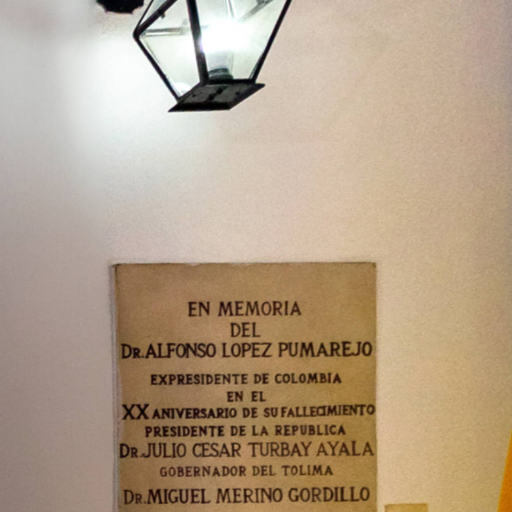 EN MEMORIA
DEL
DR. ALFONSO LOPEZ PUMAREJO
EXPRESIDENTE DE COLOMBIA
EN EL
XX ANIVERSARIO DE SU FALLECIMIENTO
PRESIDENTE DE LA REPUBLICA
DR. JULIO CESAR TURBAY AYALA
GOBERNADOR DEL TOLIMA
DR. MIGUEL MERINO GORDILLO